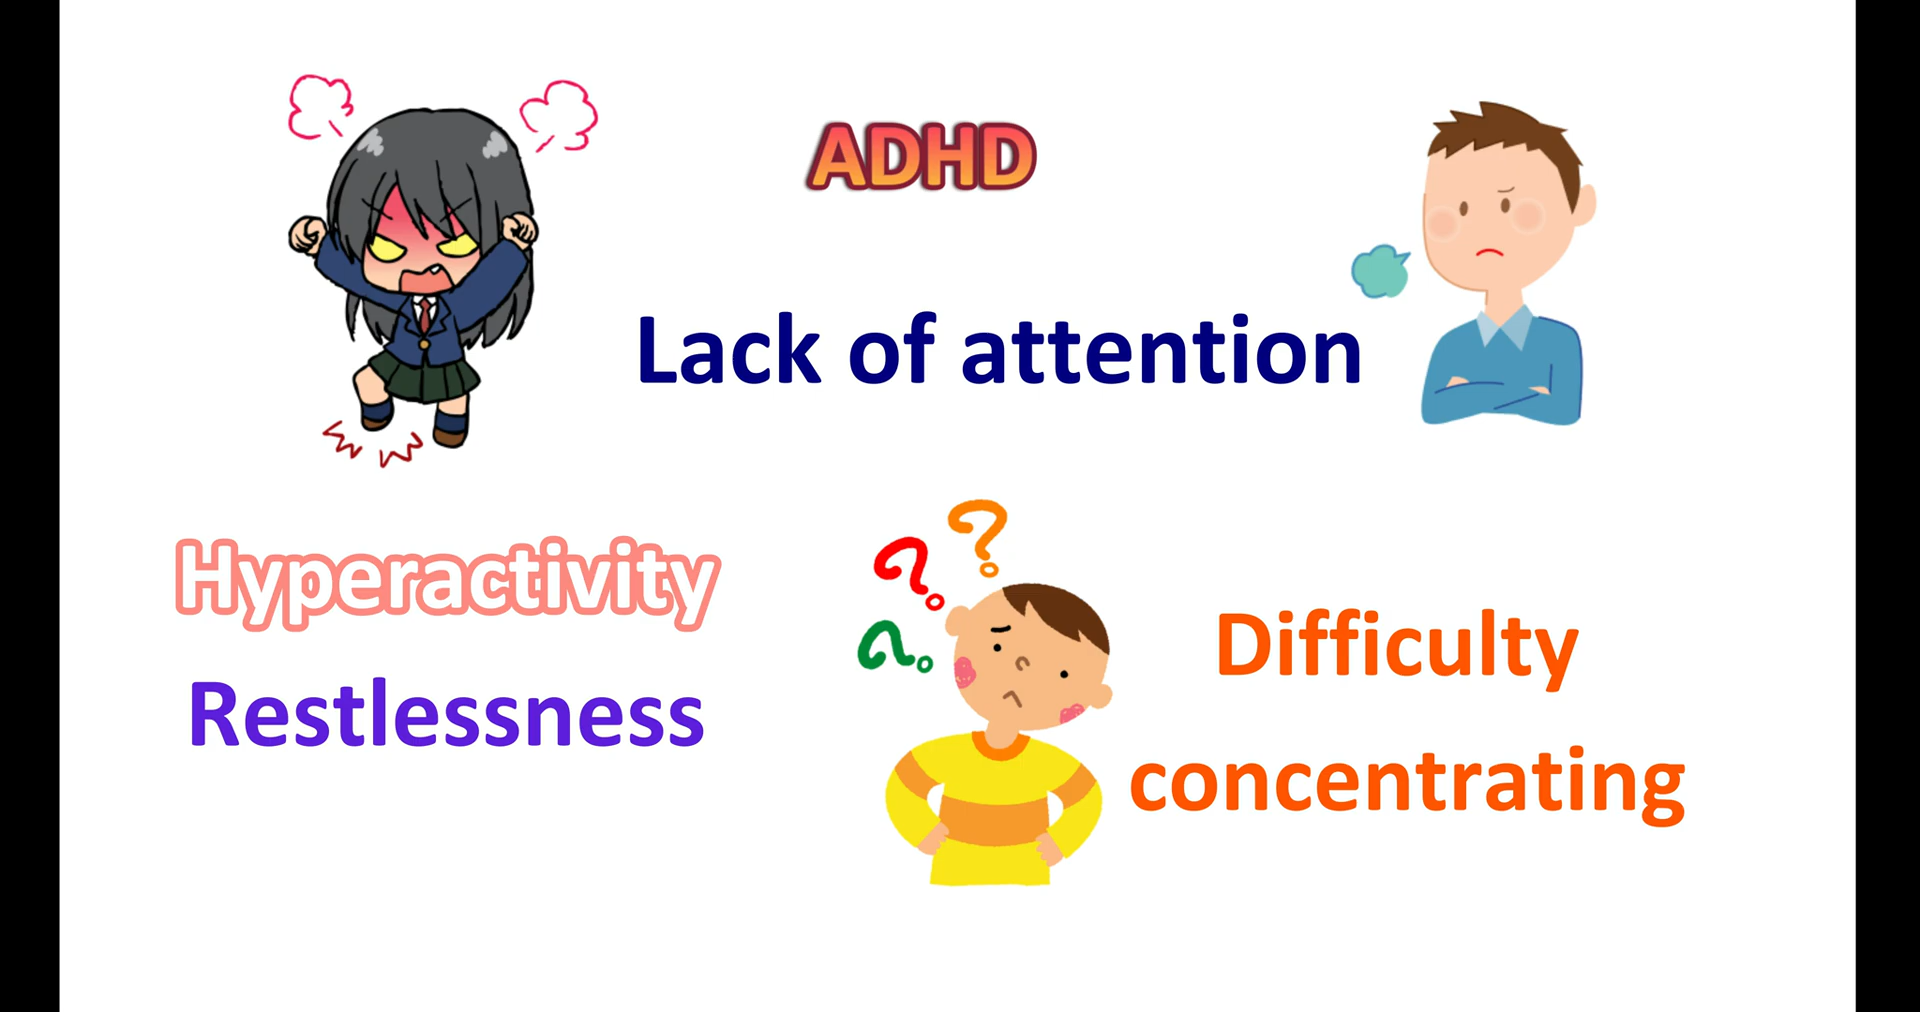 ADHD
Lack of attention
Hyperactivity
Restlessness
Difficulty
concentrating